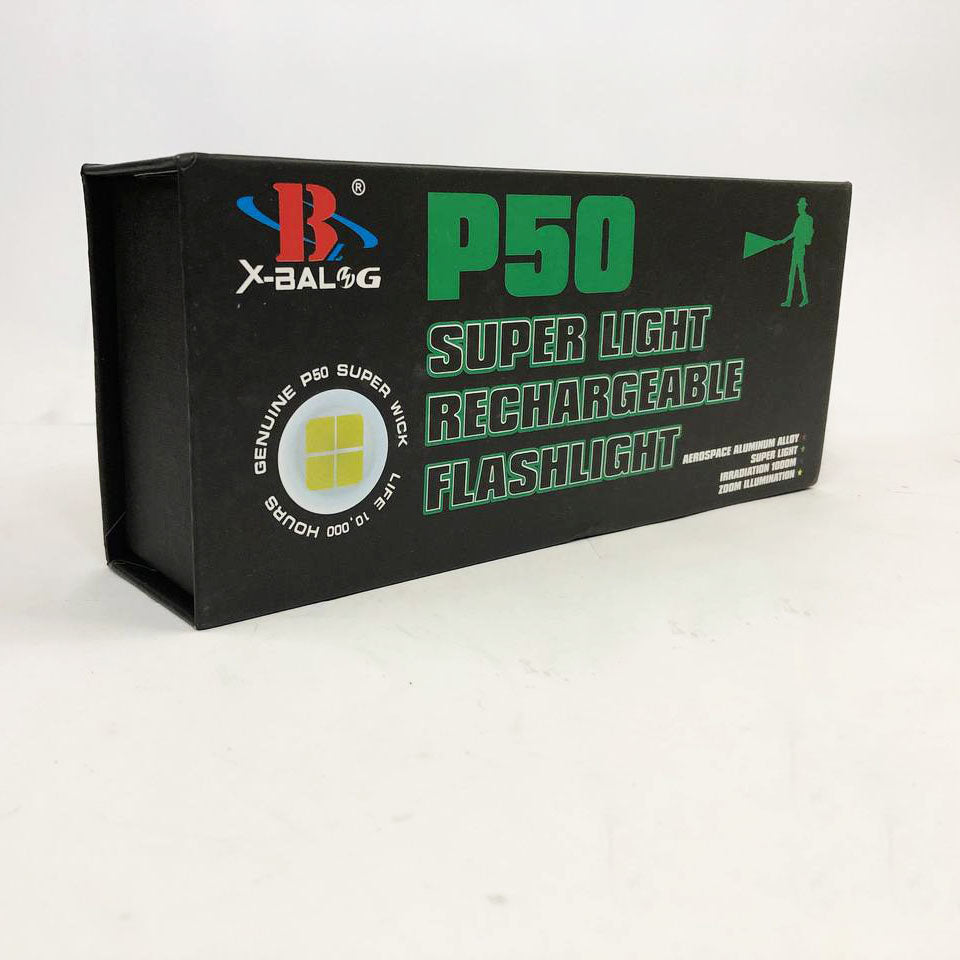 B ®
X-BALOG
P50
SUPER LIGHT
RECHARGEABLE
FLASHLIGHT
GENUINE P50 SUPER WICK
LIFE 10,000 HOURS
AEROSPACE ALUMINUM ALLOY
SUPER LIGHT
IRRADIATION 1000M
ZOOM ILLUMINATION